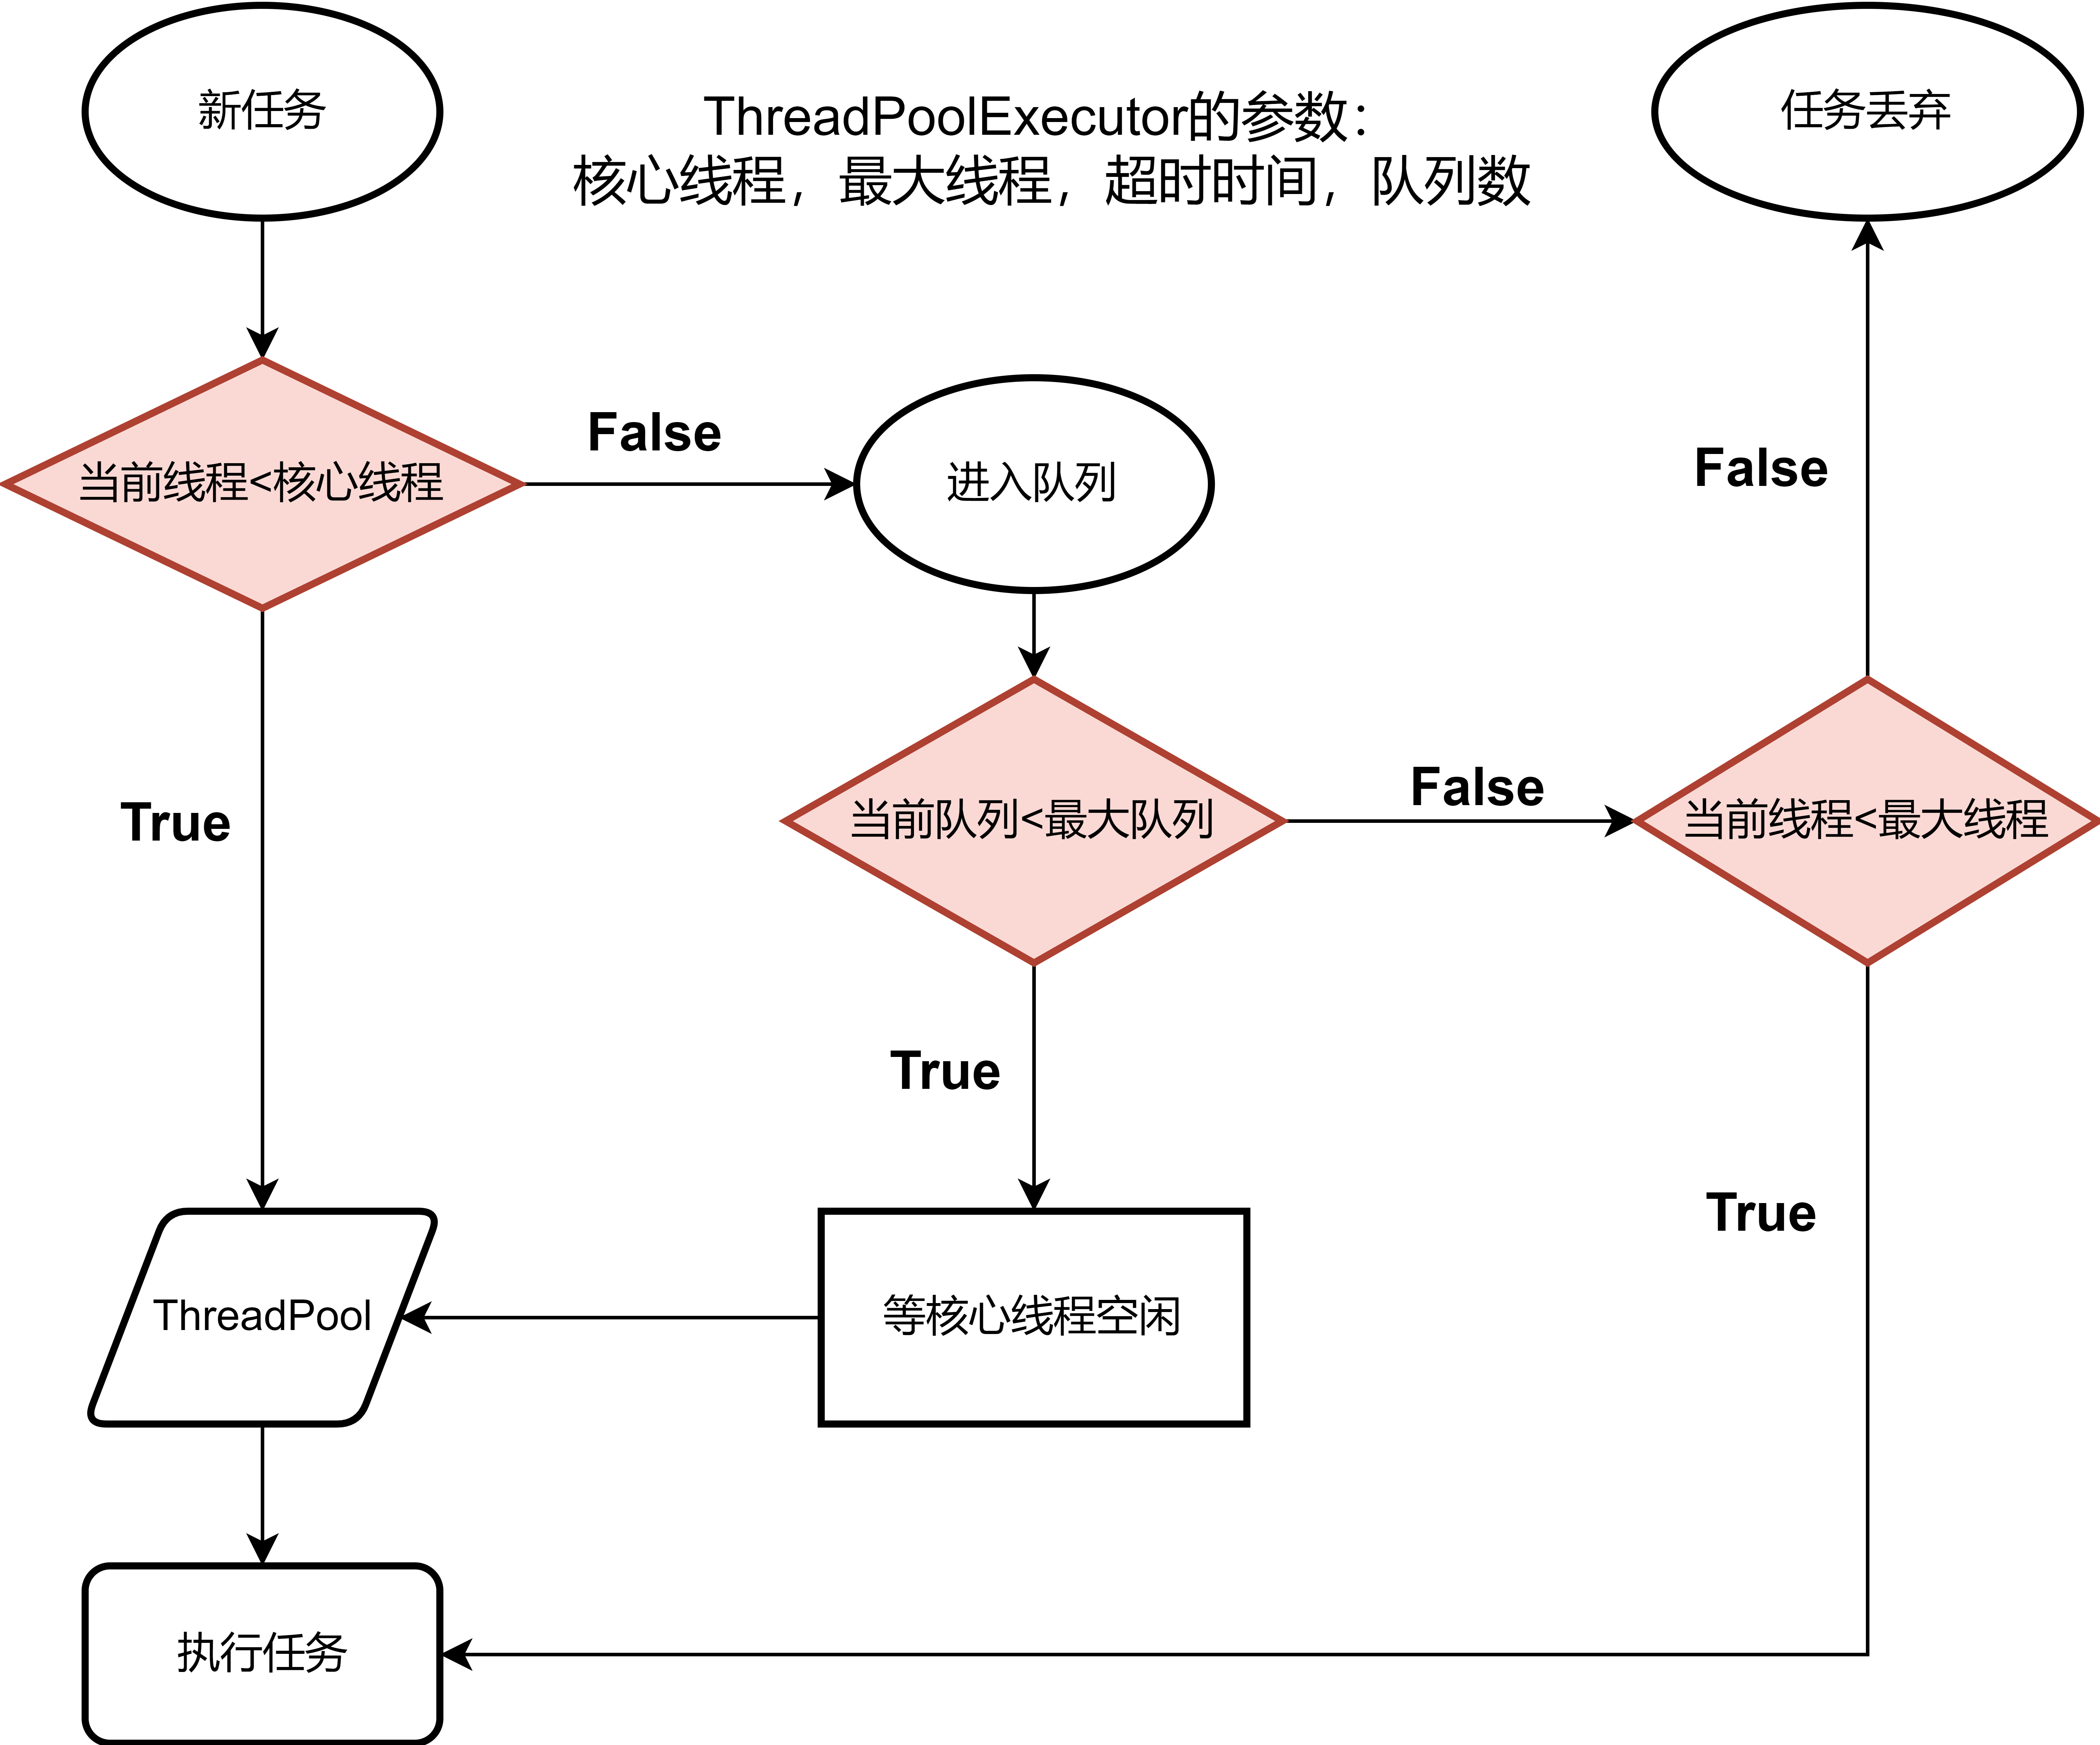 新任务
ThreadPoolExecutor的参数：
核心线程，最大线程，超时时间，队列数
任务丢弃
当前线程<核心线程
False
进入队列
False
True
当前队列<最大队列
False
当前线程<最大线程
True
True
ThreadPool
等核心线程空闲
执行任务